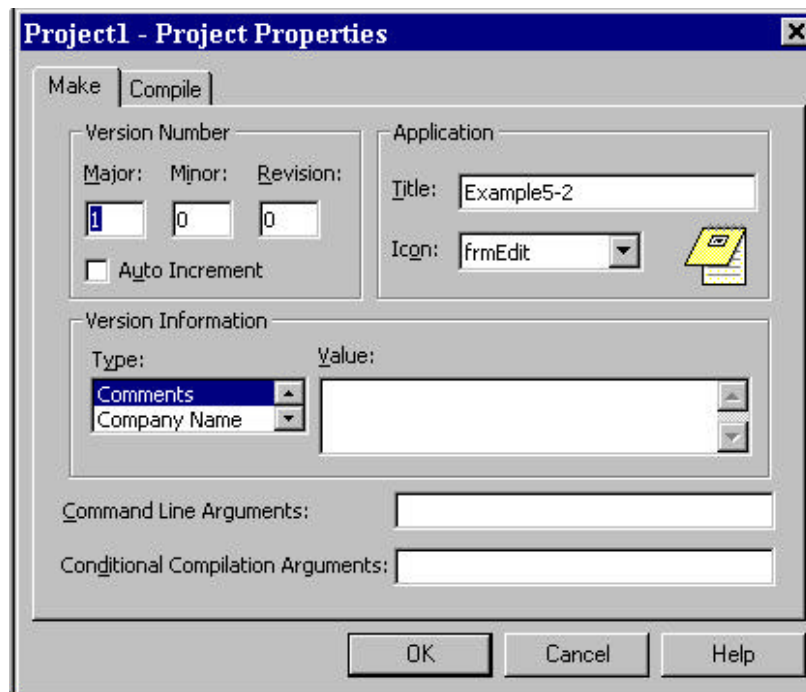 Project1 - Project Properties
Make
Compile
Version Number
Major: Minor: Revision:
1 0 0
Auto Increment
Application
Title: Example5-2
Icon: frmEdit
Version Information
Type: Value:
Comments
Company Name
Command Line Arguments:
Conditional Compilation Arguments:
OK Cancel Help